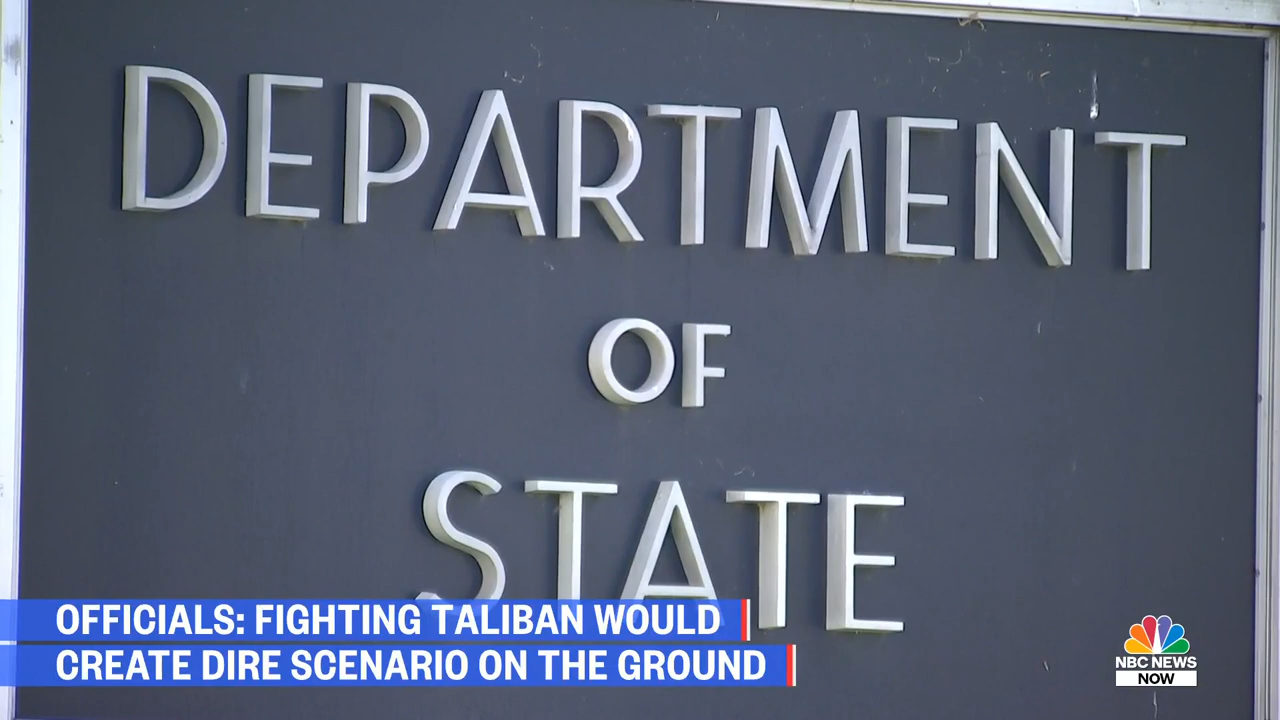 DEPARTMENT
OF
STATE
OFFICIALS: FIGHTING TALIBAN WOULD
CREATE DIRE SCENARIO ON THE GROUND
NBC NEWS
NOW